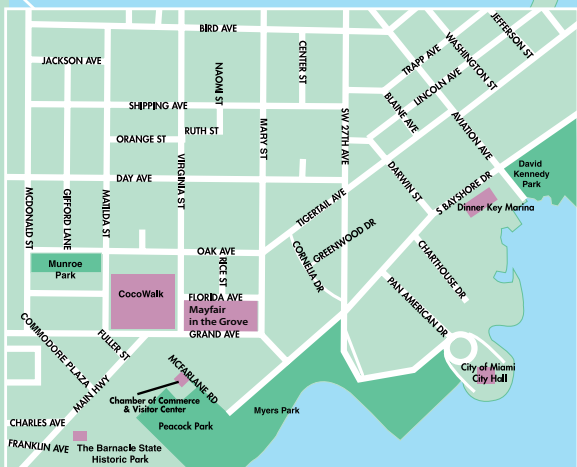 BIRD AVE
JEFFERSON ST
WASHINGTON ST
TRAPP AVE
JACKSON AVE
CENTER ST
NAOMI ST
LINCOLN AVE
BLAINE AVE
SHIPPING AVE
AVIATION AVE
RUTH ST
ORANGE ST
MARY ST
SW 27TH AVE
VIRGINIA ST
DAY AVE
DARWIN ST
S BAYSHORE DR
David
Kennedy
Park
Dinner Key Marina
MCDONALD ST
GIFFORD LANE
MATILDA ST
TIGERTAIL AVE
GREENWOOD DR
CORNELIA DR
OAK AVE
RICE ST
CHARTHOUSE DR
Munroe
Park
CocoWalk
FLORIDA AVE
Mayfair
in the Grove
GRAND AVE
PAN AMERICAN DR
COMMODORE PLAZA
FULLER ST
MAIN HWY
MCFARLANE RD
City of Miami
City Hall
Chamber of Commerce
& Visitor Center
Myers Park
Peacock Park
CHARLES AVE
FRANKLIN AVE
The Barnacle State
Historic Park